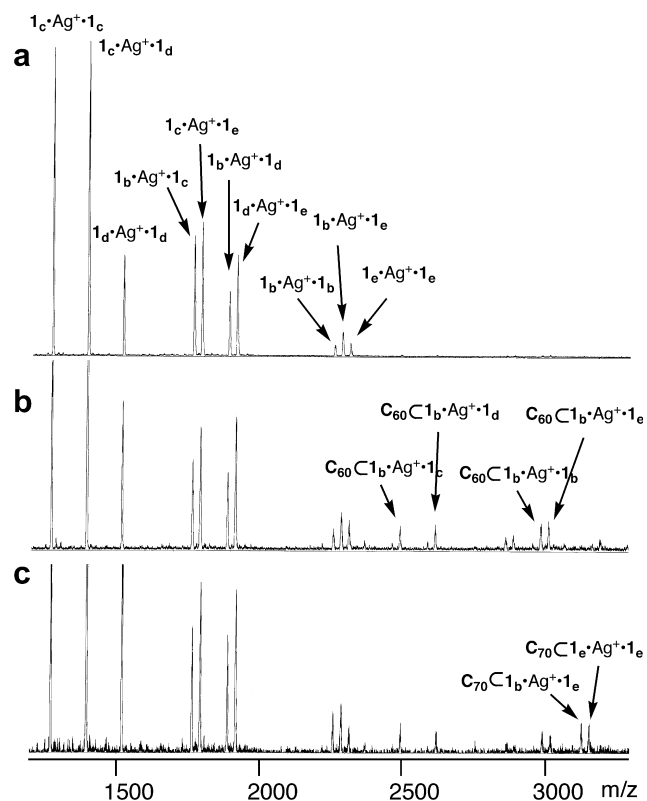 1c•Ag+•1c
a
1c•Ag+•1d
1c•Ag+•1e
1b•Ag+•1d
1b•Ag+•1c
1d•Ag+•1e
1b•Ag+•1e
1d•Ag+•1d
1b•Ag+•1b
1e•Ag+•1e
b
C60⊂1b•Ag+•1d
C60⊂1b•Ag+•1e
C60⊂1b•Ag+•1c
C60⊂1b•Ag+•1b
c
C70⊂1e•Ag+•1e
C70⊂1b•Ag+•1e
1500 2000 2500 3000 m/z